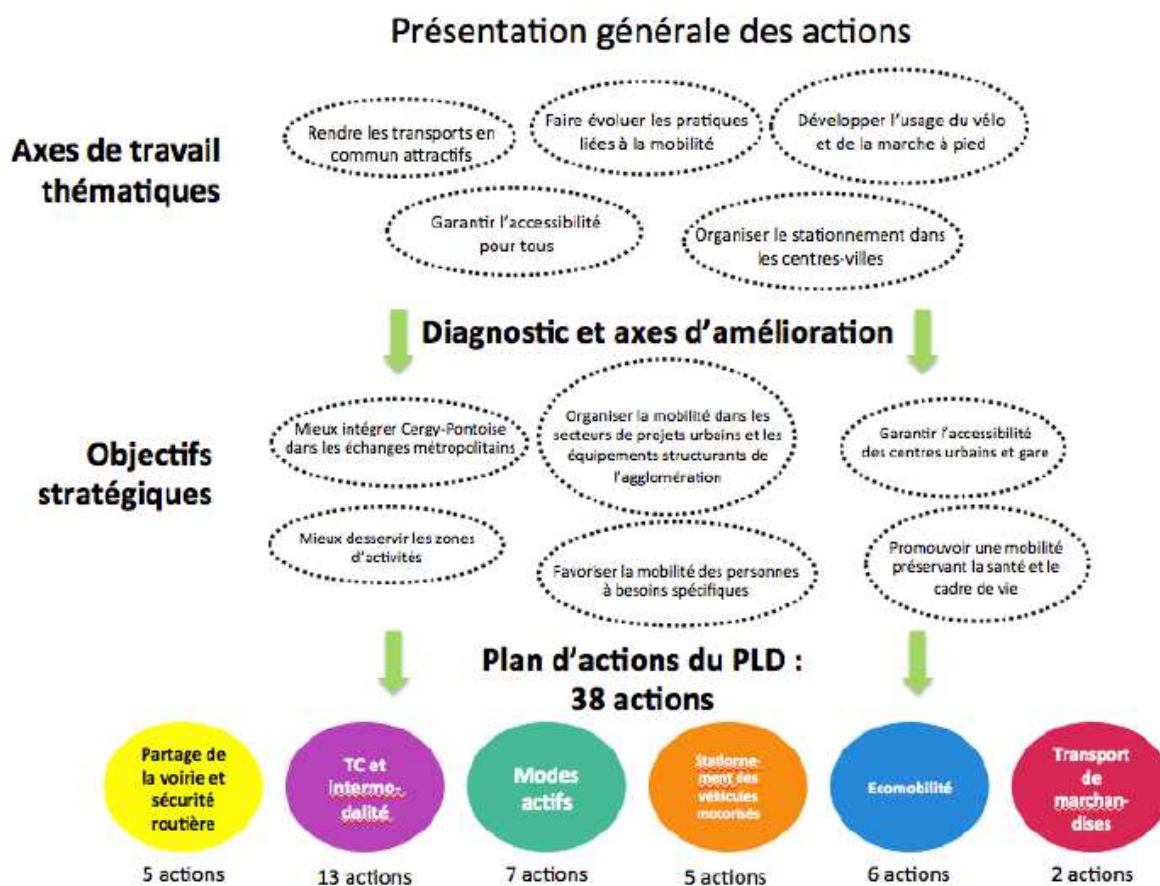 Présentation générale des actions
Axes de travail
thématiques
Rendre les transports en
commun attractifs
Faire évoluer les pratiques
liées à la mobilité
Développer l'usage du vélo
et de la marche à pied
Garantir l'accessibilité
pour tous
Organiser le stationnement dans
les centres-villes
Diagnostic et axes d'amélioration
Objectifs
stratégiques
Mieux intégrer Cergy-Pontoise
dans les échanges métropolitains
Organiser la mobilité dans les
secteurs de projets urbains et les
équipements structurants de
l'agglomération
Garantir l'accessibilité
des centres urbains et gare
Mieux desservir les zones
d'activités
Favoriser la mobilité des personnes
à besoins spécifiques
Promouvoir une mobilité
préservant la santé et le
cadre de vie
Plan d'actions du PLD :
38 actions
Partage de
la voirie et
sécurité
routière
5 actions
TC et
intermo-
dalité
13 actions
Modes
actifs
7 actions
Stationne-
ment des
véhicules
motorisés
5 actions
Ecomobilité
6 actions
Transport
de
marchan-
dises
2 actions